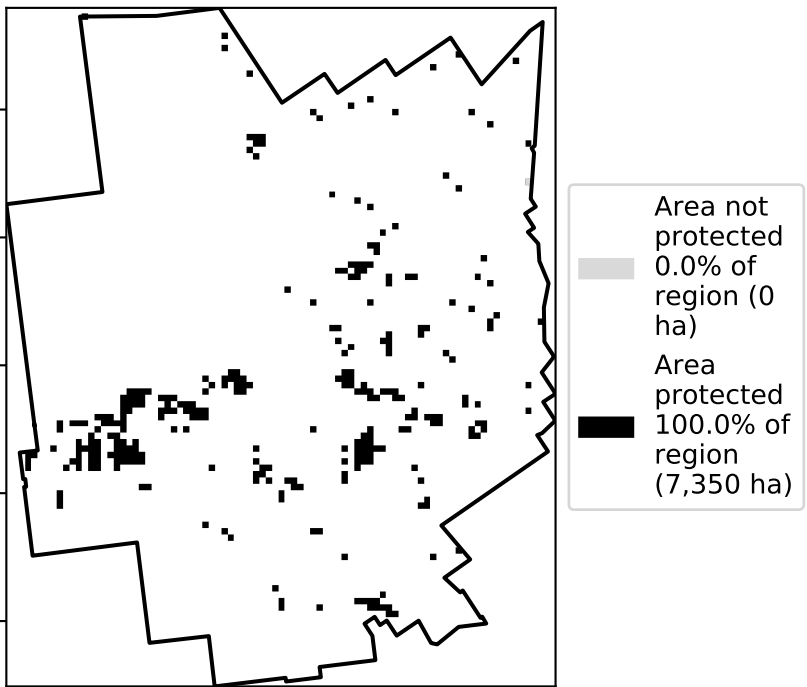 Area not
protected
0.0% of
region (0
ha)
Area
protected
100.0% of
region
(7,350 ha)